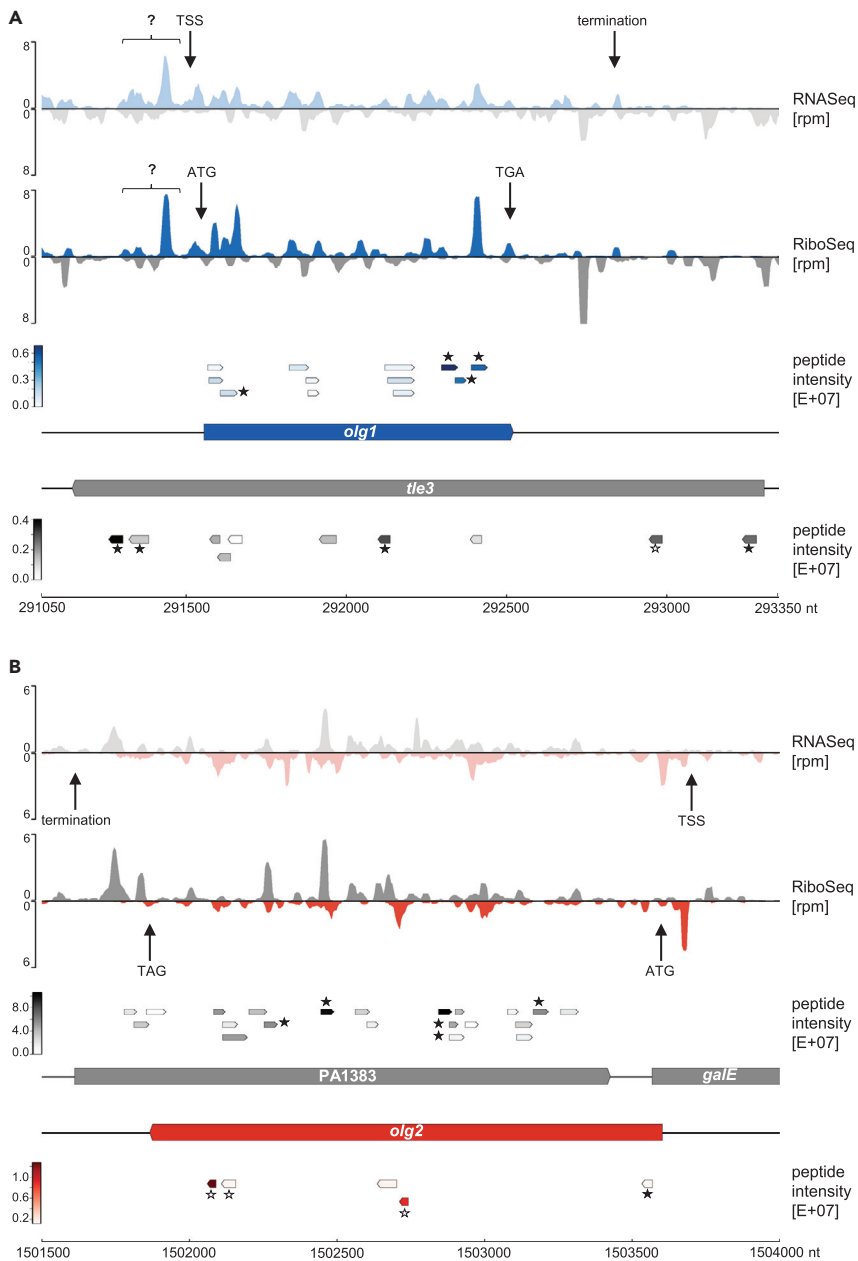 A
? TSS termination
8
0
0
8
RNASeq
[rpm]
? ATG TGA
8
0
0
8
RiboSeq
[rpm]
0.6
0.3
0.0
peptide
intensity
[E+07]
olg1
tle3
0.4
0.2
0.0
peptide
intensity
[E+07]
291050 291500 292000 292500 293000 293350 nt
B
6
0
0
6
RNASeq
[rpm]
termination TSS
6
0
0
6
RiboSeq
[rpm]
TAG ATG
8.0
4.0
0.0
peptide
intensity
[E+07]
PA1383 galE
olg2
1.0
0.6
0.2
peptide
intensity
[E+07]
1501500 1502000 1502500 1503000 1503500 1504000 nt